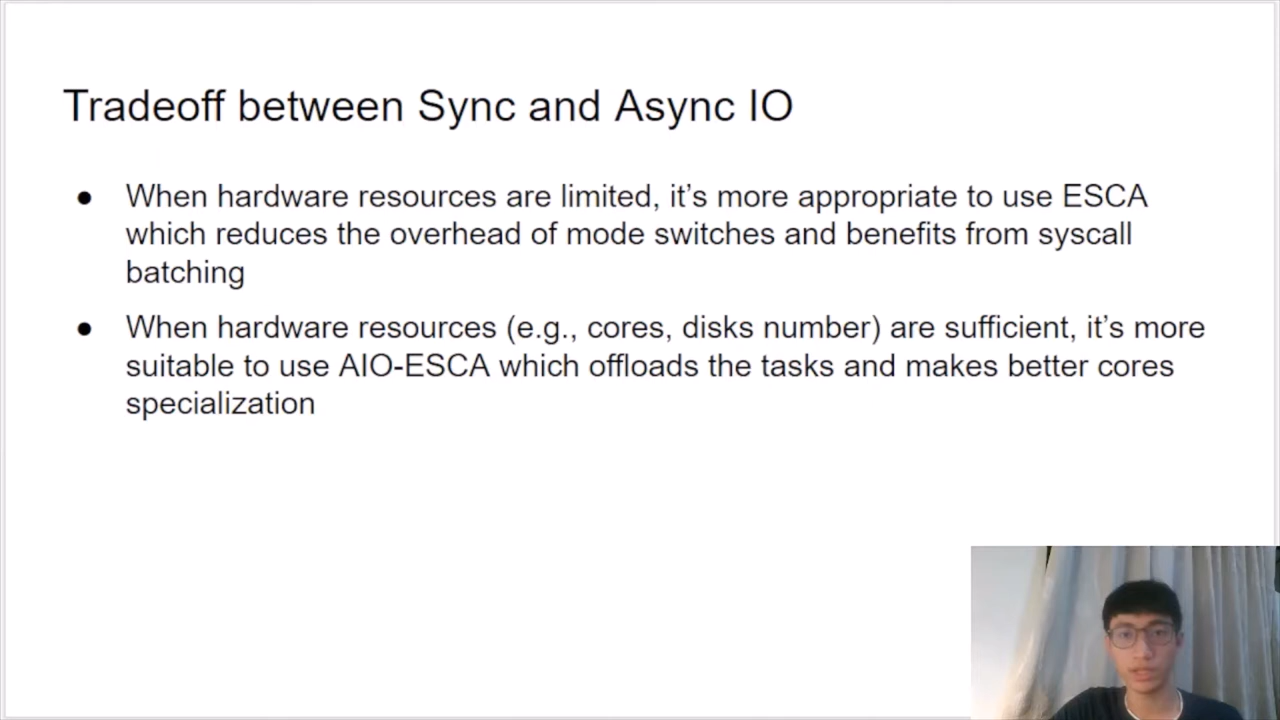 Tradeoff between Sync and Async IO
● When hardware resources are limited, it’s more appropriate to use ESCA
which reduces the overhead of mode switches and benefits from syscall
batching
● When hardware resources (e.g., cores, disks number) are sufficient, it’s more
suitable to use AIO-ESCA which offloads the tasks and makes better cores
specialization